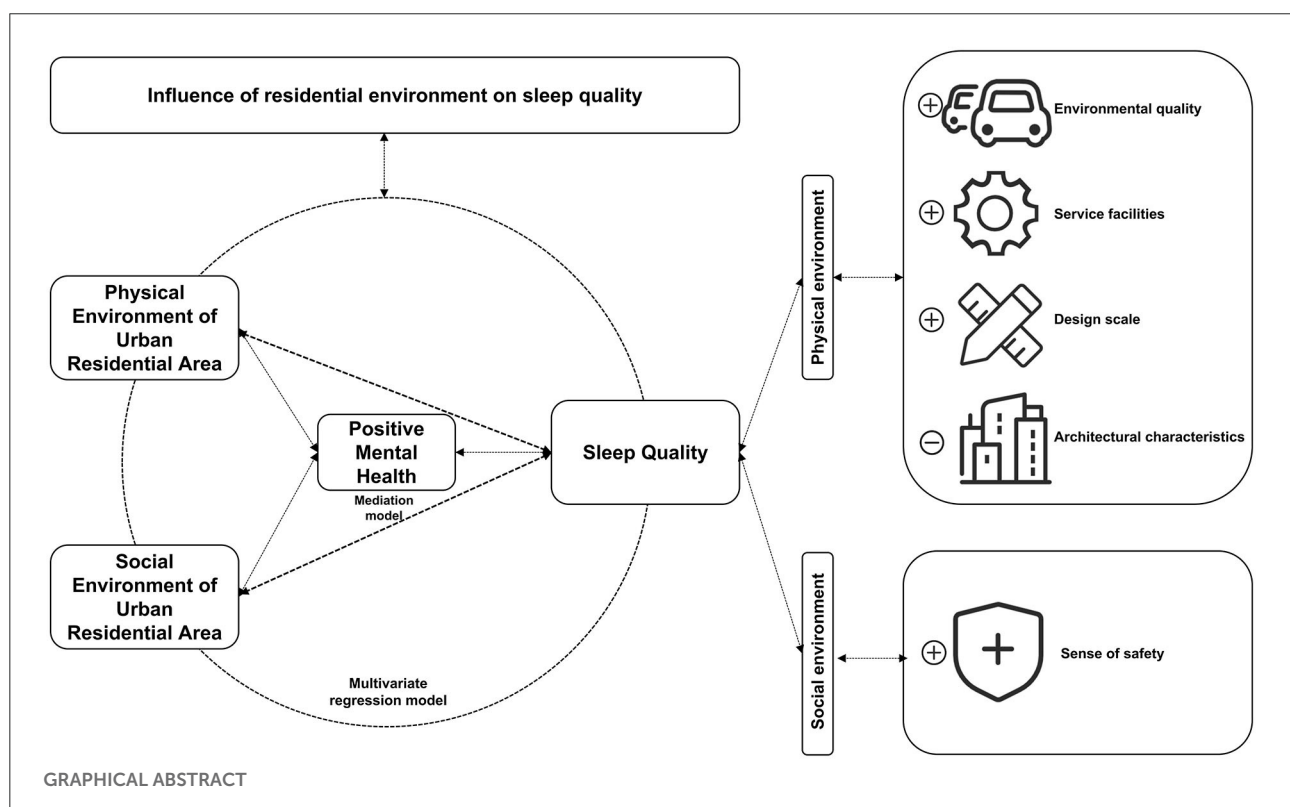 Influence of residential environment on sleep quality
Physical
Environment of
Urban
Residential Area
Positive
Mental
Health
Mediation
model
Sleep Quality
Social
Environment of
Urban
Residential Area
Multivariate
regression model
Physical environment
Environmental quality
Service facilities
Design scale
Architectural characteristics
Social environment
Sense of safety
GRAPHICAL ABSTRACT